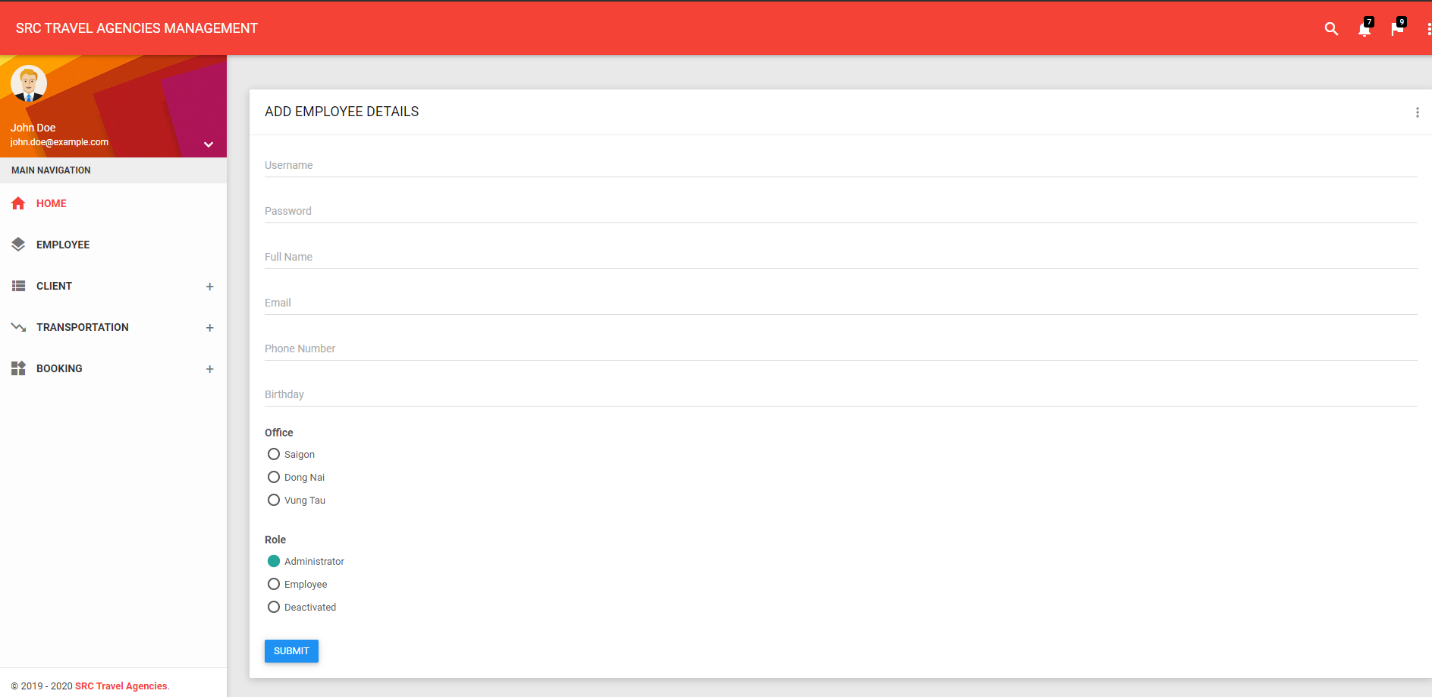 SRC TRAVEL AGENCIES MANAGEMENT
7
9
John Doe
john.doe@example.com
MAIN NAVIGATION
HOME
EMPLOYEE
CLIENT +
TRANSPORTATION +
BOOKING +
© 2019 - 2020 SRC Travel Agencies.
ADD EMPLOYEE DETAILS
Username
Password
Full Name
Email
Phone Number
Birthday
Office
Saigon
Dong Nai
Vung Tau
Role
Administrator
Employee
Deactivated
SUBMIT